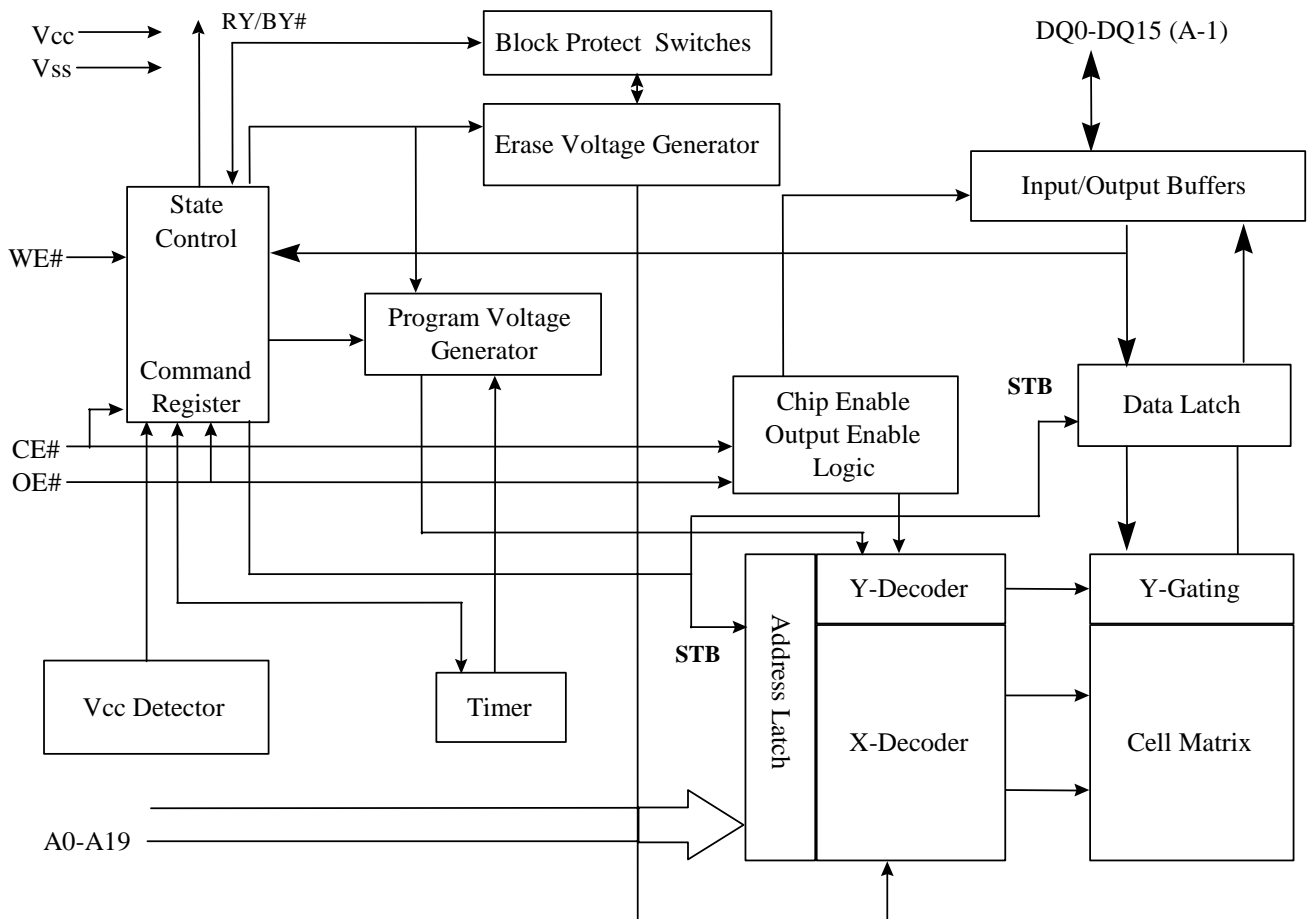 RY/BY#
Vcc
Vss
Block Protect Switches
DQ0-DQ15 (A-1)
Erase Voltage Generator
Input/Output Buffers
State
Control
WE#
Program Voltage
Generator
Command
Register
STB
Chip Enable
Output Enable
Logic
Data Latch
CE#
OE#
Y-Decoder
Y-Gating
Address Latch
STB
Vcc Detector
Timer
X-Decoder
Cell Matrix
A0-A19